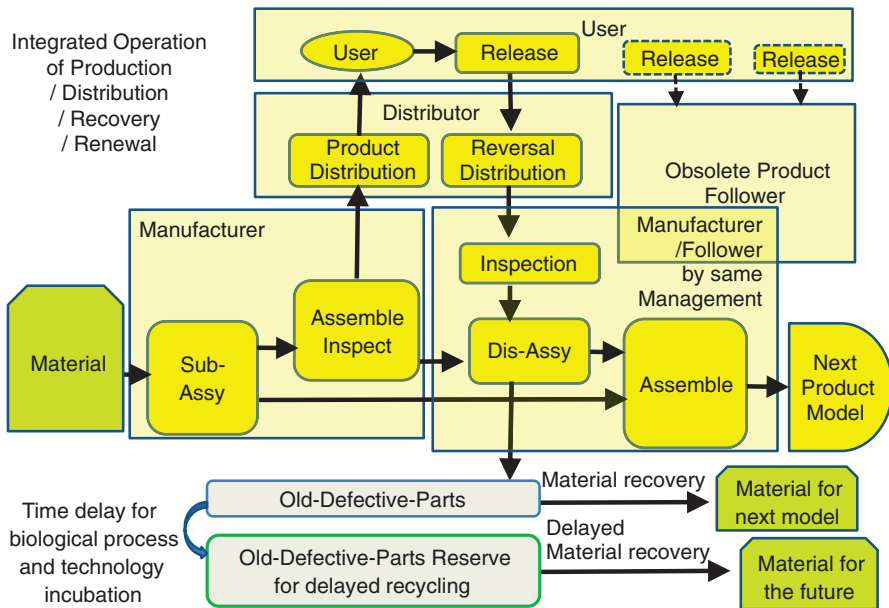 Integrated Operation
of Production
/ Distribution
/ Recovery
/ Renewal
User
User
Release
Release
Release
Distributor
Product
Distribution
Reversal
Distribution
Obsolete Product
Follower
Manufacturer
Manufacturer
/Follower
by same
Management
Inspection
Material
Sub-
Assy
Assemble
Inspect
Dis-Assy
Assemble
Next
Product
Model
Time delay for
biological process
and technology
incubation
Old-Defective-Parts
Material recovery
Material for
next model
Old-Defective-Parts Reserve
for delayed recycling
Delayed
Material recovery
Material for
the future